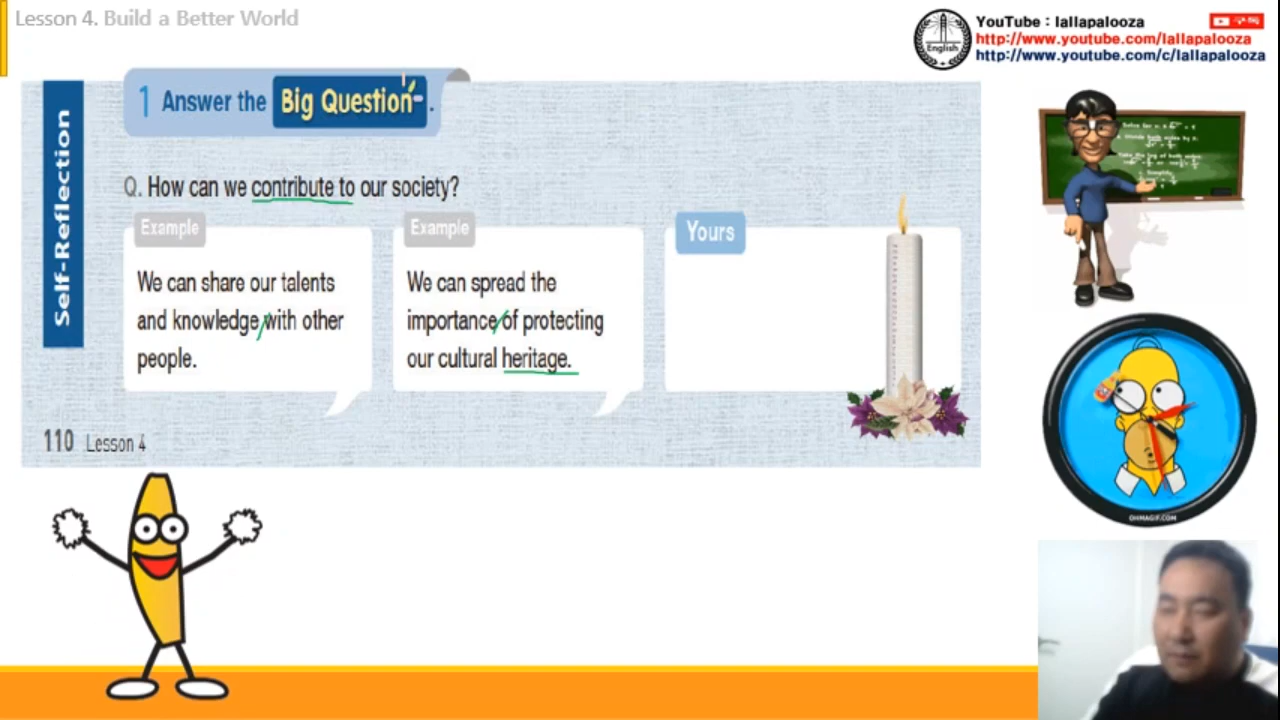 Lesson 4. Build a Better World
YouTube : lallapalooza
http://www.youtube.com/lallapalooza
http://www.youtube.com/c/lallapalooza
English
Self-Reflection
1 Answer the Big Question.
Q. How can we contribute to our society?
Example
We can share our talents
and knowledge with other
people.
Example
We can spread the
importance of protecting
our cultural heritage.
Yours
110 Lesson 4
OHMAGIF.COM